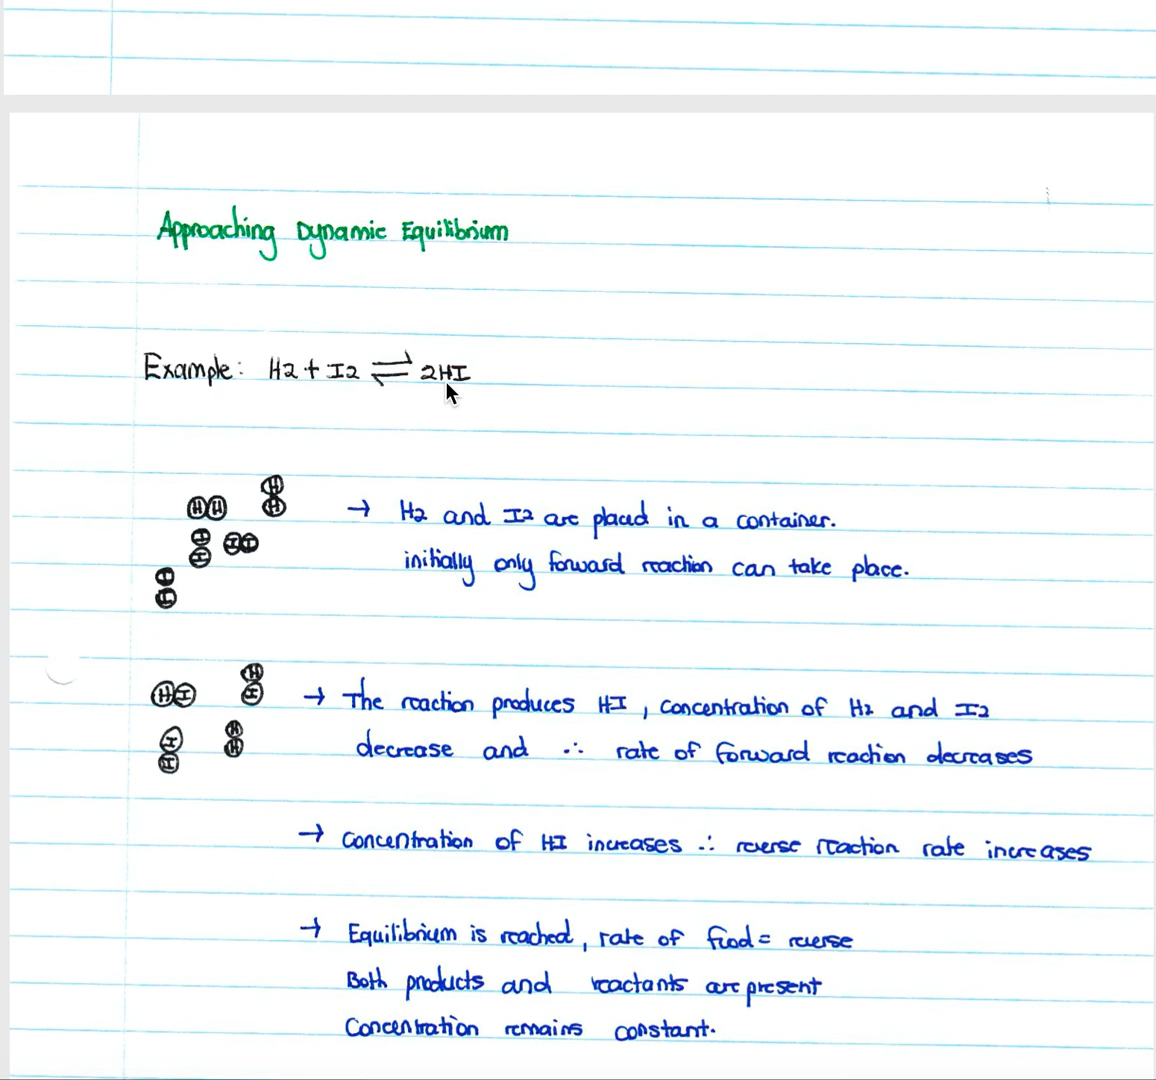 Approaching Dynamic Equilibrium
Example: H2 + I2 ⇌ 2HI
H H
H
H
→ H2 and I2 are placed in a container.
I
I
I I
initially only forward reaction can take place.
I
I
H I
H
I
→ The reaction produces HI, concentration of H2 and I2
I
I
H
H
decrease and ∴ rate of forward reaction decreases
→ Concentration of HI increases ∴ reverse reaction rate increases
→ Equilibrium is reached, rate of fwd = reverse
Both products and reactants are present
Concentration remains constant.